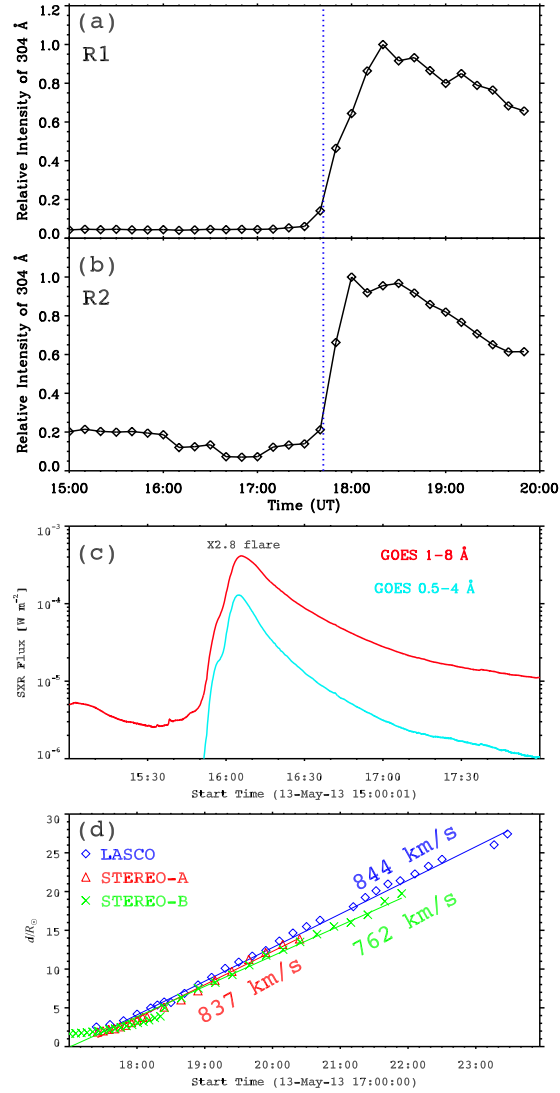 (a)
R1
Relative Intensity of 304 Å
1.2
1.0
0.8
0.6
0.4
0.2
0.0
(b)
R2
Relative Intensity of 304 Å
1.0
0.8
0.6
0.4
0.2
0.0
15:00 16:00 17:00 18:00 19:00 20:00
Time (UT)
(c)
X2.8 flare
GOES 1-8 Å
GOES 0.5-4 Å
SXR Flux [W m⁻²]
10⁻³
10⁻⁴
10⁻⁵
10⁻⁶
15:30 16:00 16:30 17:00 17:30
Start Time (13-May-13 15:00:01)
(d)
LASCO
STEREO-A
STEREO-B
844 km/s
762 km/s
837 km/s
d/R☉
30
25
20
15
10
5
0
18:00 19:00 20:00 21:00 22:00 23:00
Start Time (13-May-13 17:00:00)